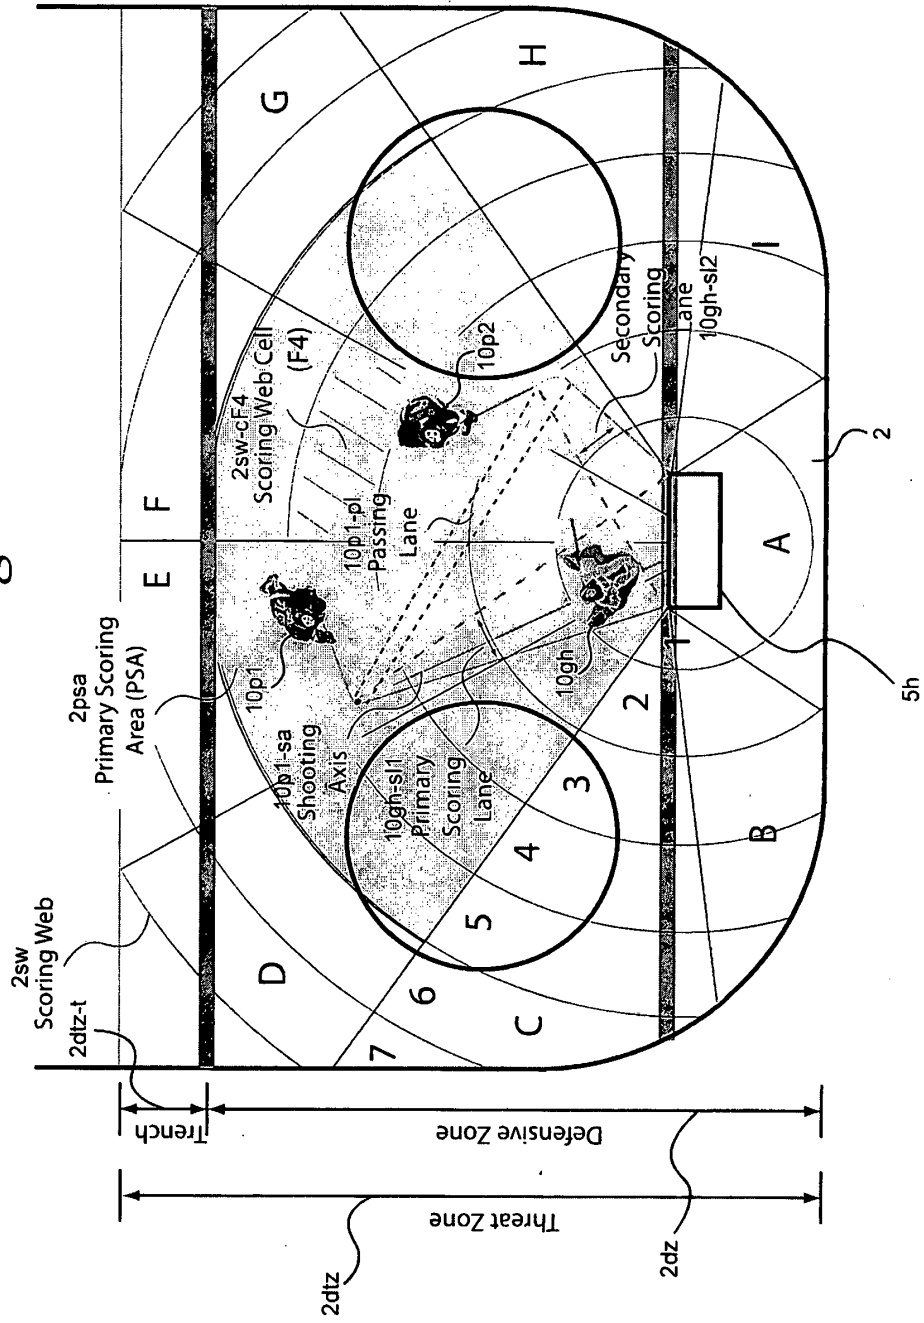 2sw
Scoring Web
2dtz-t
2psa
Primary Scoring
Area (PSA)
E
F
G
D
H
2sw-cF4
Scoring Web Cell
(F4)
10p1
10p2
10p1-pl
Passing
Lane
10p1-sa
Shooting
Axis
10gh-sl1
Primary
Scoring
Lane
Secondary
Scoring
Lane
10gh-sl2
10gh
1
2
3
4
5
6
7
C
B
A
I
2
5h
Trench
Defensive Zone
Threat Zone
2dtz
2dz